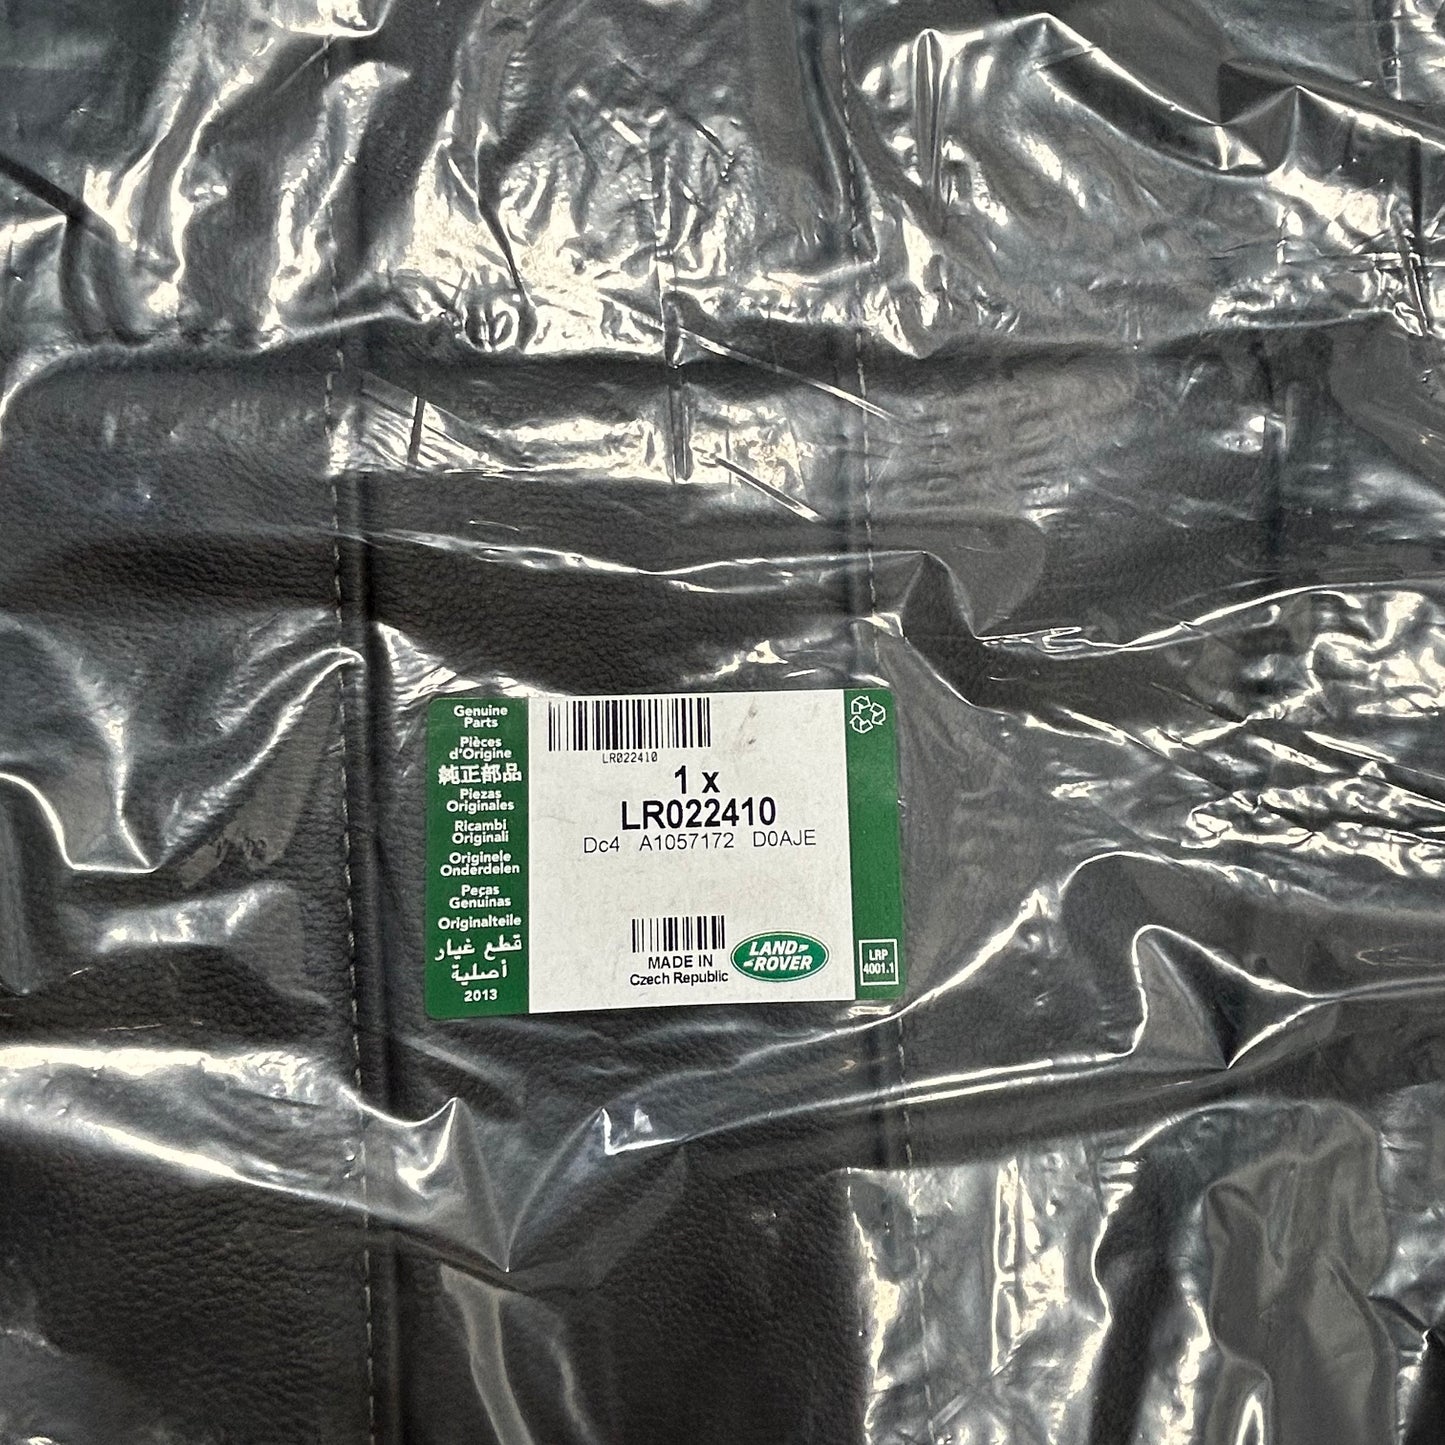 Genuine
Parts
Pièces
d'Origine
純正部品
Piezas
Originales
Ricambi
Originali
Originele
Onderdelen
Peças
Genuínas
Originalteile
قطع غيار
أصلية
2013
LR022410
1 x
LR022410
Dc4 A1057172 D0AJE
MADE IN
Czech Republic
LAND
ROVER
LRP
4001.1